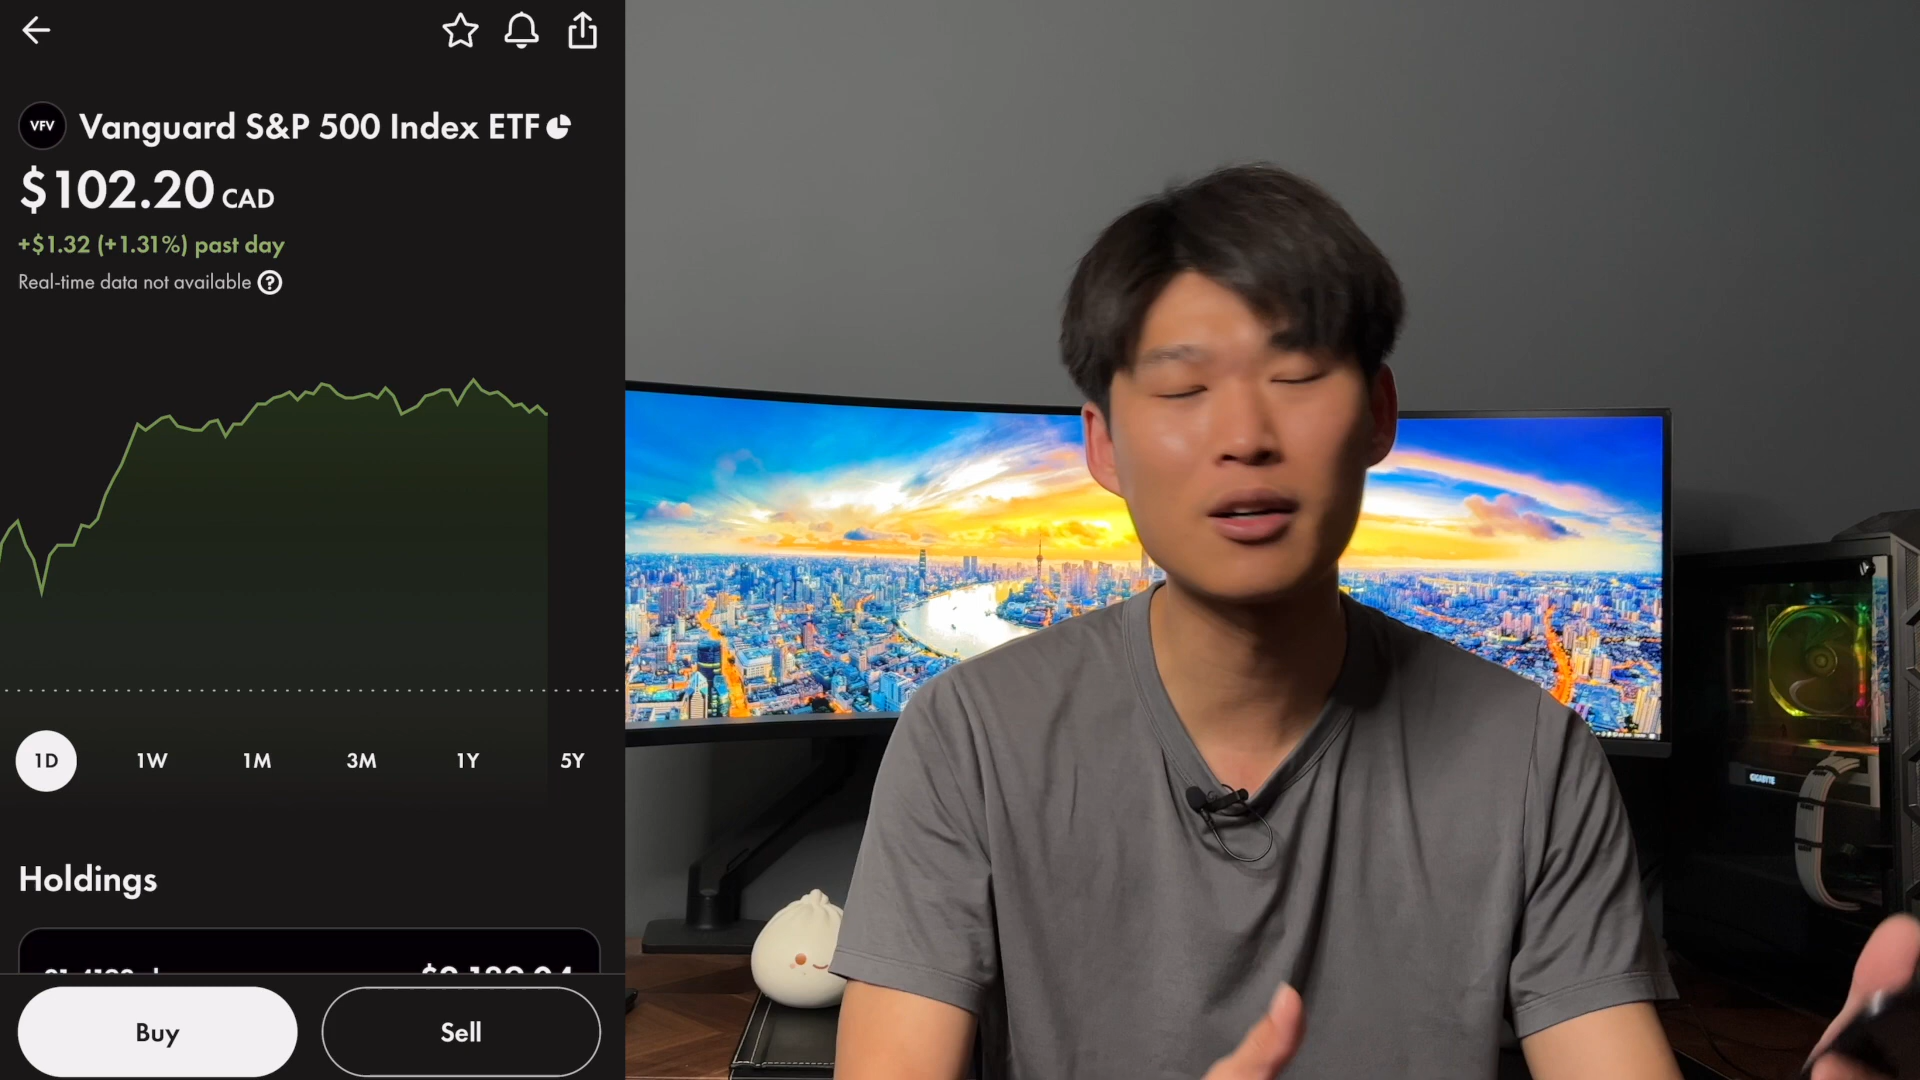 VFV Vanguard S&P 500 Index ETF
$102.20 CAD
+$1.32 (+1.31%) past day
Real-time data not available ?
1D 1W 1M 3M 1Y 5Y
Holdings
Buy Sell
GIGABYTE